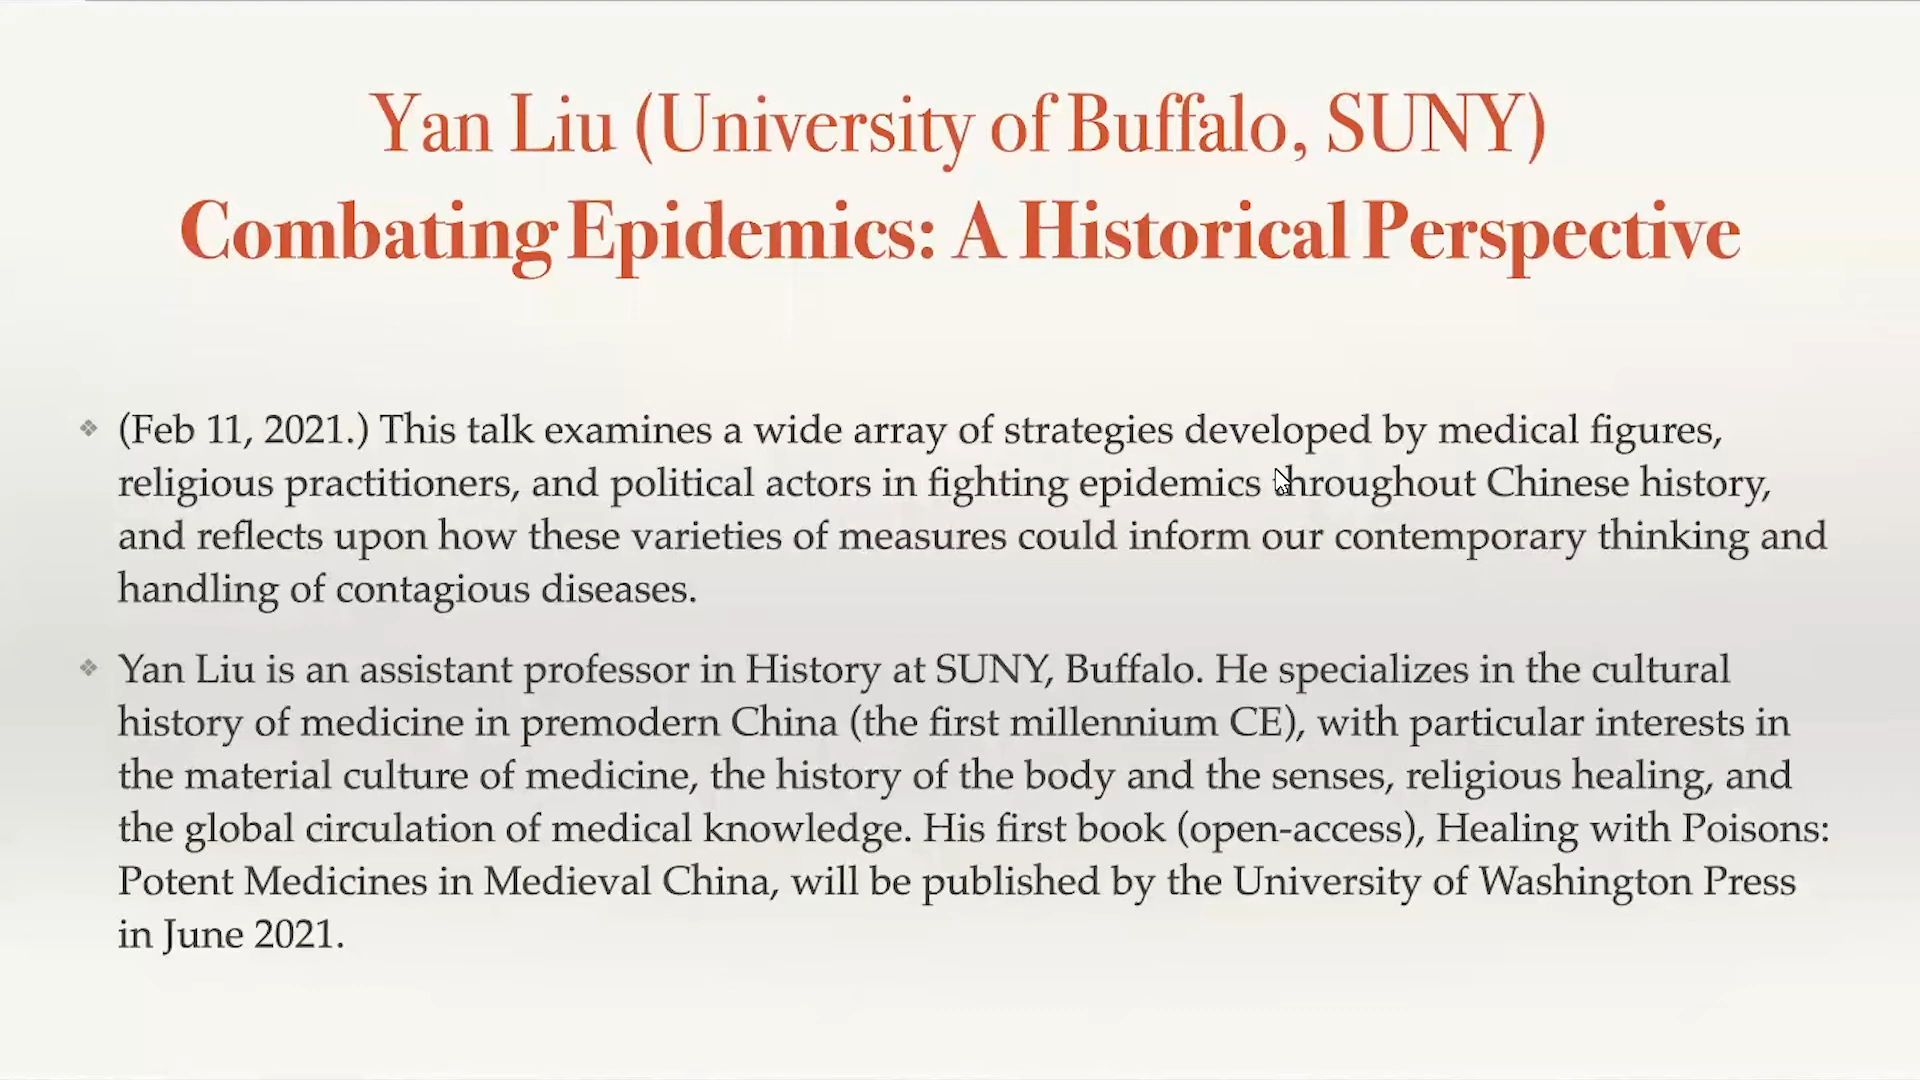 Yan Liu (University of Buffalo, SUNY)
Combating Epidemics: A Historical Perspective
❖ (Feb 11, 2021.) This talk examines a wide array of strategies developed by medical figures,
religious practitioners, and political actors in fighting epidemics throughout Chinese history,
and reflects upon how these varieties of measures could inform our contemporary thinking and
handling of contagious diseases.
❖ Yan Liu is an assistant professor in History at SUNY, Buffalo. He specializes in the cultural
history of medicine in premodern China (the first millennium CE), with particular interests in
the material culture of medicine, the history of the body and the senses, religious healing, and
the global circulation of medical knowledge. His first book (open-access), Healing with Poisons:
Potent Medicines in Medieval China, will be published by the University of Washington Press
in June 2021.